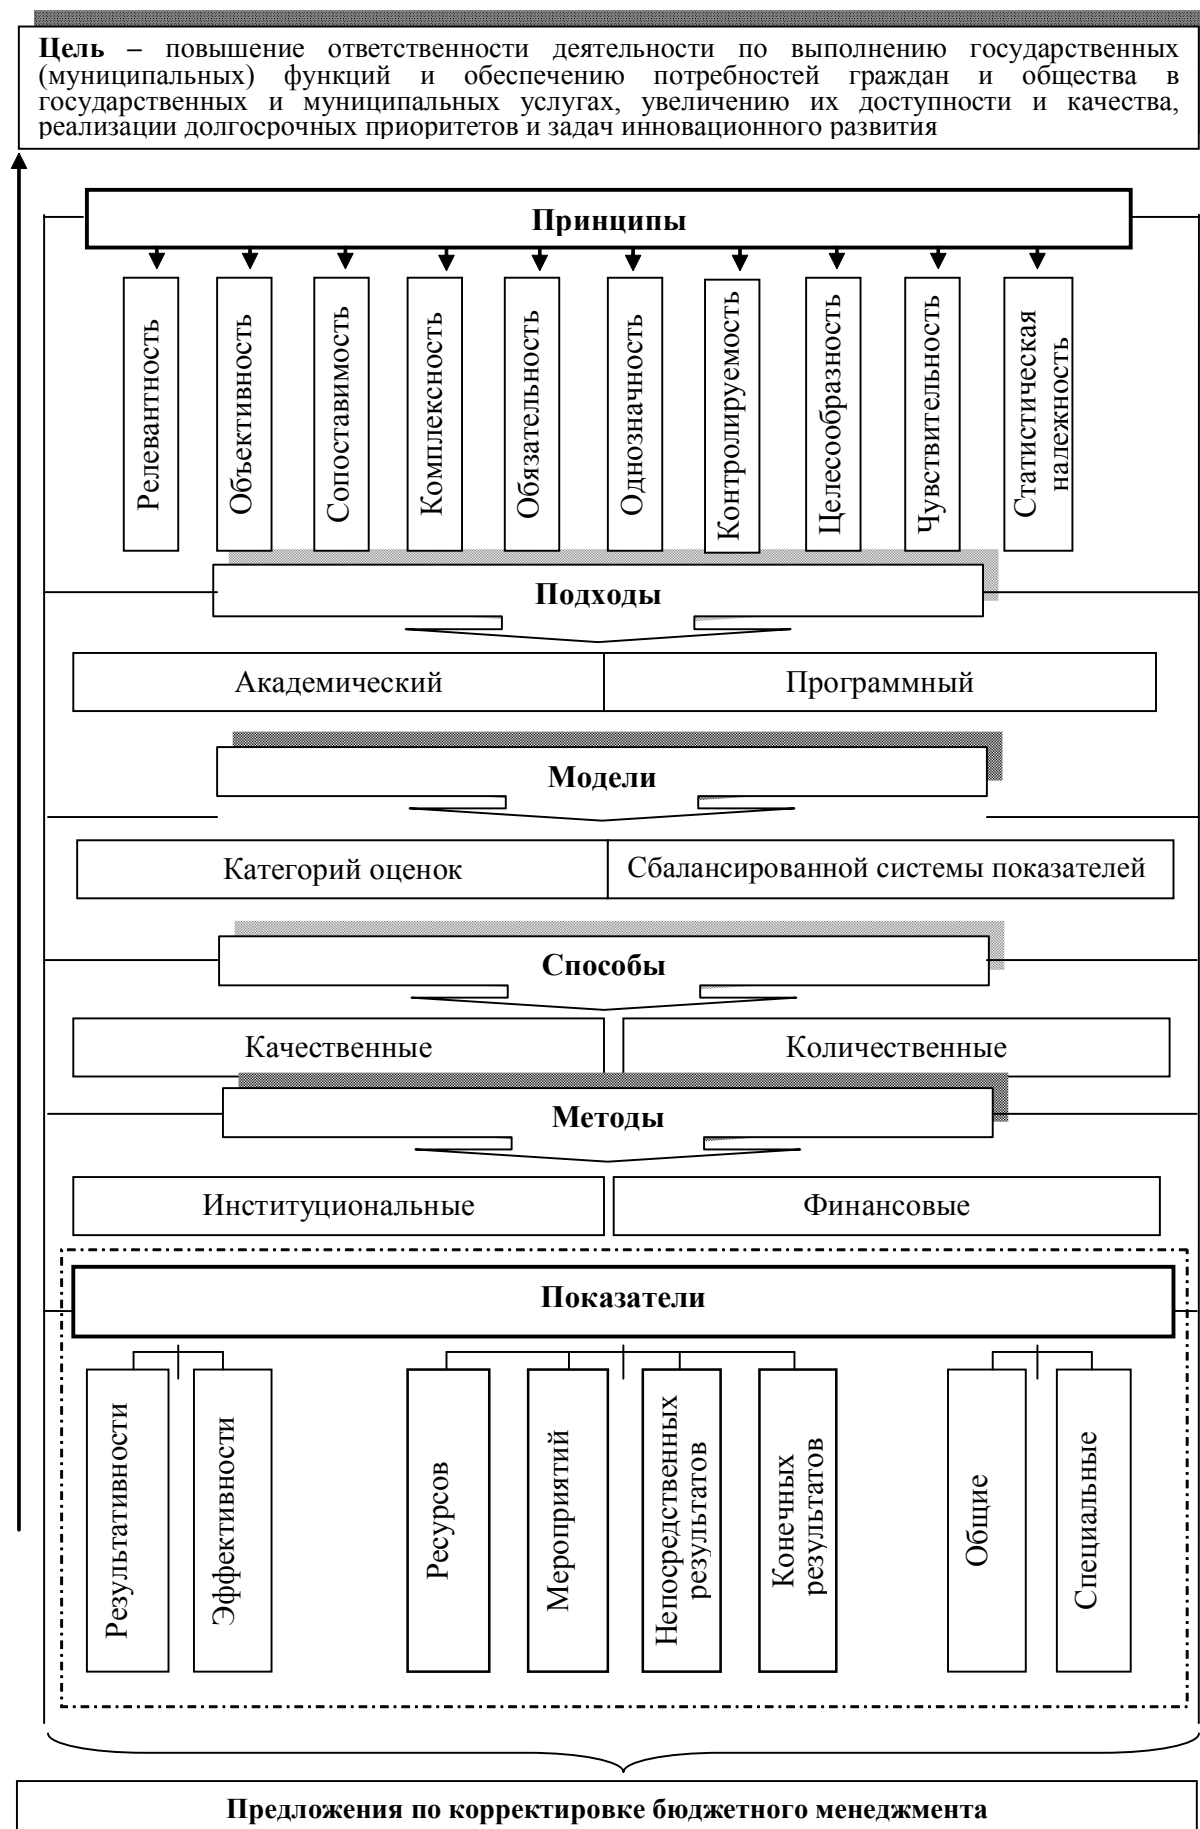 Цель – повышение ответственности деятельности по выполнению государственных
(муниципальных) функций и обеспечению потребностей граждан и общества в
государственных и муниципальных услугах, увеличению их доступности и качества,
реализации долгосрочных приоритетов и задач инновационного развития
Принципы
Релевантность
Объективность
Сопоставимость
Комплексность
Обязательность
Однозначность
Контролируемость
Целесообразность
Чувствительность
Статистическая
надежность
Подходы
Академический
Программный
Модели
Категорий оценок
Сбалансированной системы показателей
Способы
Качественные
Количественные
Методы
Институциональные
Финансовые
Показатели
Результативности
Эффективности
Ресурсов
Мероприятий
Непосредственных
результатов
Конечных
результатов
Общие
Специальные
Предложения по корректировке бюджетного менеджмента